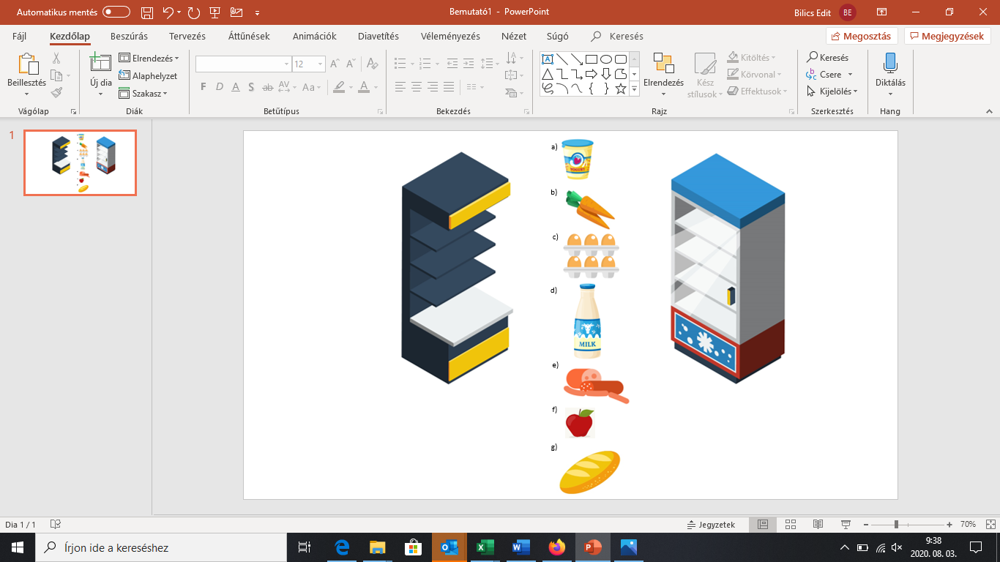 Automatikus mentés
Bemutató1 - PowerPoint
Bilics Edit
BE
Fájl
Kezdőlap
Beszúrás
Tervezés
Áttűnések
Animációk
Diavetítés
Véleményezés
Nézet
Súgó
Keresés
Megosztás
Megjegyzések
Beillesztés
Vágólap
Új dia
Elrendezés
Alaphelyzet
Szakasz
Diák
12
F D A S ab AV Aa A
Betűtípus
Bekezdés
Elrendezés
Kész
stílusok
Kitöltés
Körvonal
Effektusok
Rajz
Keresés
Csere
Kijelölés
Szerkesztés
Diktálás
Hang
1
a)
YOGURT
b)
c)
d)
MILK
e)
f)
g)
Dia 1 / 1
Jegyzetek
70%
Írjon ide a kereséshez
9:38
2020. 08. 03.